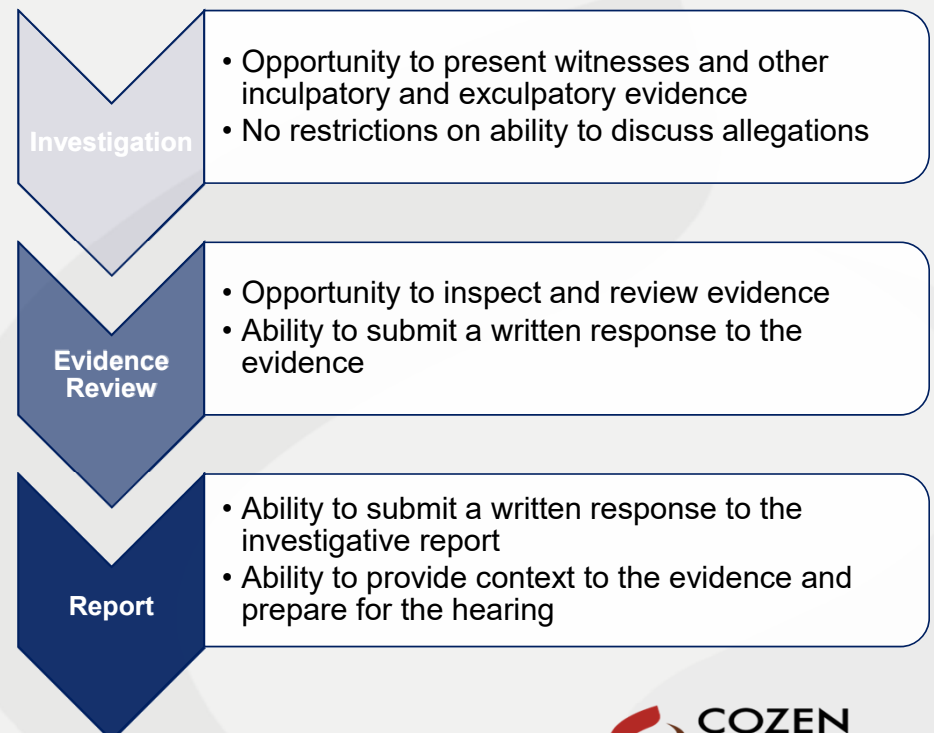 Investigation
• Opportunity to present witnesses and other
inculpatory and exculpatory evidence
• No restrictions on ability to discuss allegations
Evidence
Review
• Opportunity to inspect and review evidence
• Ability to submit a written response to the
evidence
Report
• Ability to submit a written response to the
investigative report
• Ability to provide context to the evidence and
prepare for the hearing
COZEN